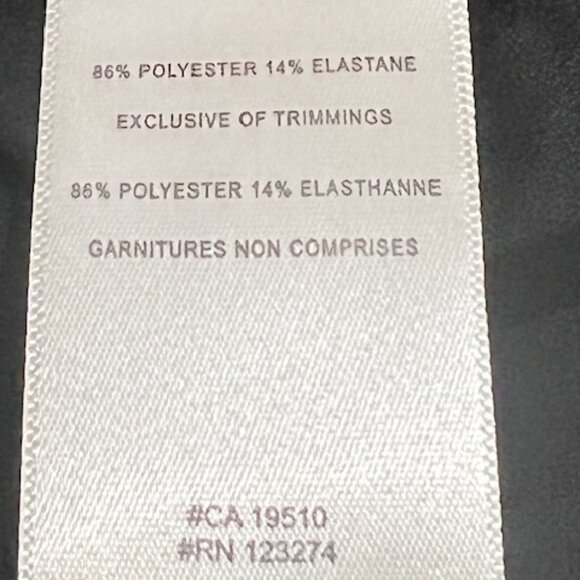 86% POLYESTER 14% ELASTANE
EXCLUSIVE OF TRIMMINGS
86% POLYESTER 14% ELASTHANNE
GARNITURES NON COMPRISES
#CA 19510
#RN 123274